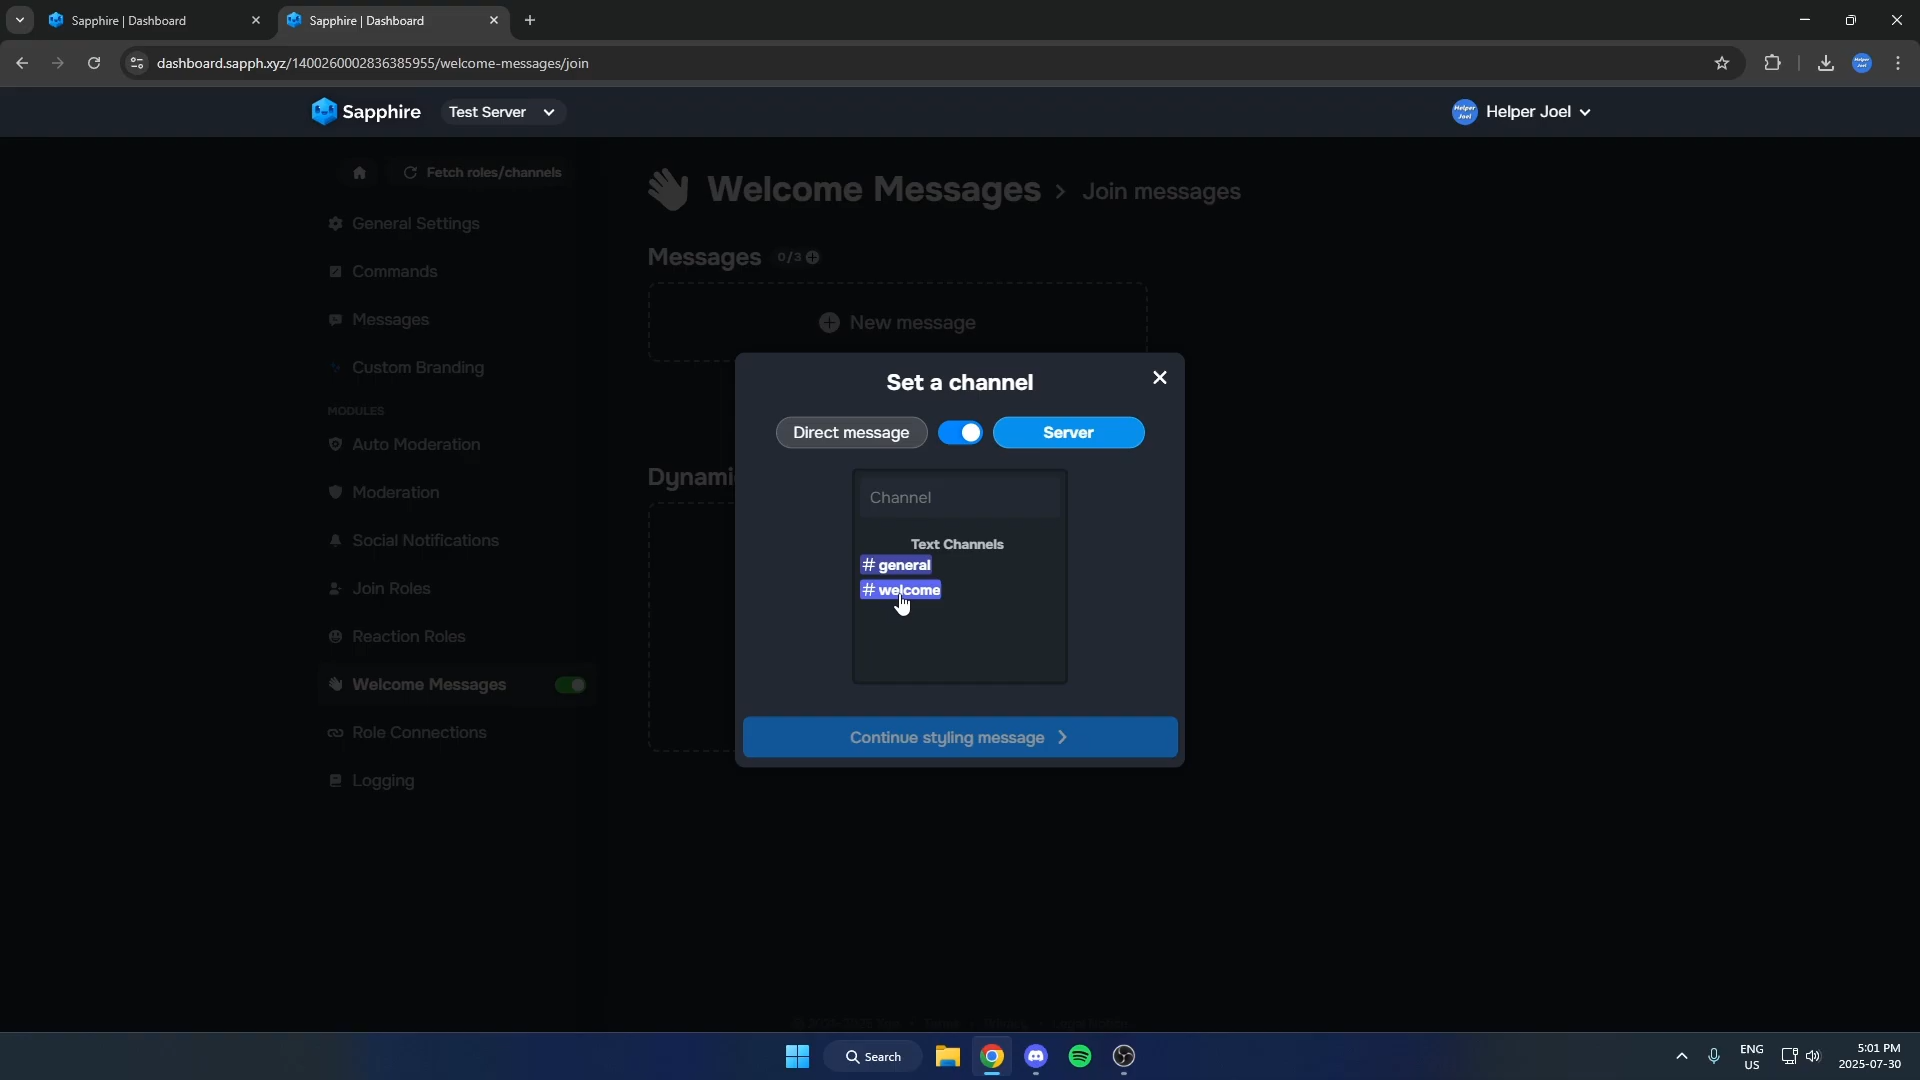 Sapphire | Dashboard
Sapphire | Dashboard
dashboard.sapph.xyz/1400260002836385955/welcome-messages/join
Sapphire
Test Server
Helper Joel
Fetch roles/channels
General Settings
Commands
Messages
Custom Branding
MODULES
Auto Moderation
Moderation
Social Notifications
Join Roles
Reaction Roles
Welcome Messages
Role Connections
Logging
Welcome Messages > Join messages
Messages 0/3
New message
Dynami
Set a channel
Direct message
Server
Channel
Text Channels
# general
# welcome
Continue styling message
Search
ENG
US
5:01 PM
2025-07-30